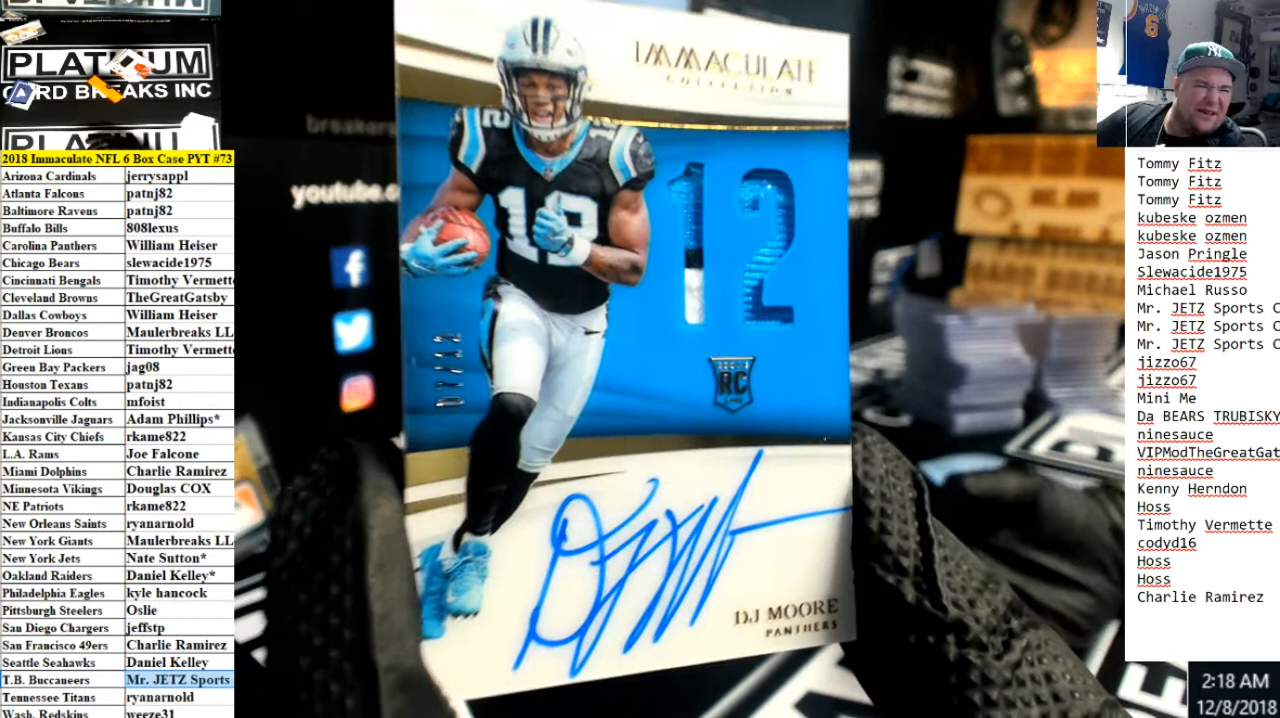 PLATINUM
CARD BREAKS INC
2018 Immaculate NFL 6 Box Case PYT #73
Arizona Cardinals jerrysappl
Atlanta Falcons patnj82
Baltimore Ravens patnj82
Buffalo Bills 808lexus
Carolina Panthers William Heiser
Chicago Bears slewacide1975
Cincinnati Bengals Timothy Vermett
Cleveland Browns TheGreatGatsby
Dallas Cowboys William Heiser
Denver Broncos Maulerbreaks LL
Detroit Lions Timothy Vermett
Green Bay Packers jag08
Houston Texans patnj82
Indianapolis Colts mfoist
Jacksonville Jaguars Adam Phillips*
Kansas City Chiefs rkame822
L.A. Rams Joe Falcone
Miami Dolphins Charlie Ramirez
Minnesota Vikings Douglas COX
NE Patriots rkame822
New Orleans Saints ryanarnold
New York Giants Maulerbreaks LL
New York Jets Nate Sutton*
Oakland Raiders Daniel Kelley*
Philadelphia Eagles kyle hancock
Pittsburgh Steelers Oslie
San Diego Chargers jeffstp
San Francisco 49ers Charlie Ramirez
Seattle Seahawks Daniel Kelley
T.B. Buccaneers Mr. JETZ Sports
Tennessee Titans ryanarnold
Wash. Redskins weeze31
breakers
youtube.c
IMMACULATE
COLLECTION
12
12
RC
DJ MOORE
PANTHERS
6
Tommy Fitz
Tommy Fitz
Tommy Fitz
kubeske ozmen
kubeske ozmen
Jason Pringle
Slewacide1975
Michael Russo
Mr. JETZ Sports C
Mr. JETZ Sports C
Mr. JETZ Sports C
jizzo67
jizzo67
Mini Me
Da BEARS TRUBISKY
ninesauce
VIPModTheGreatGat
ninesauce
Kenny Herndon
Hoss
Timothy Vermette
codyd16
Hoss
Hoss
Charlie Ramirez
2:18 AM
12/8/2018